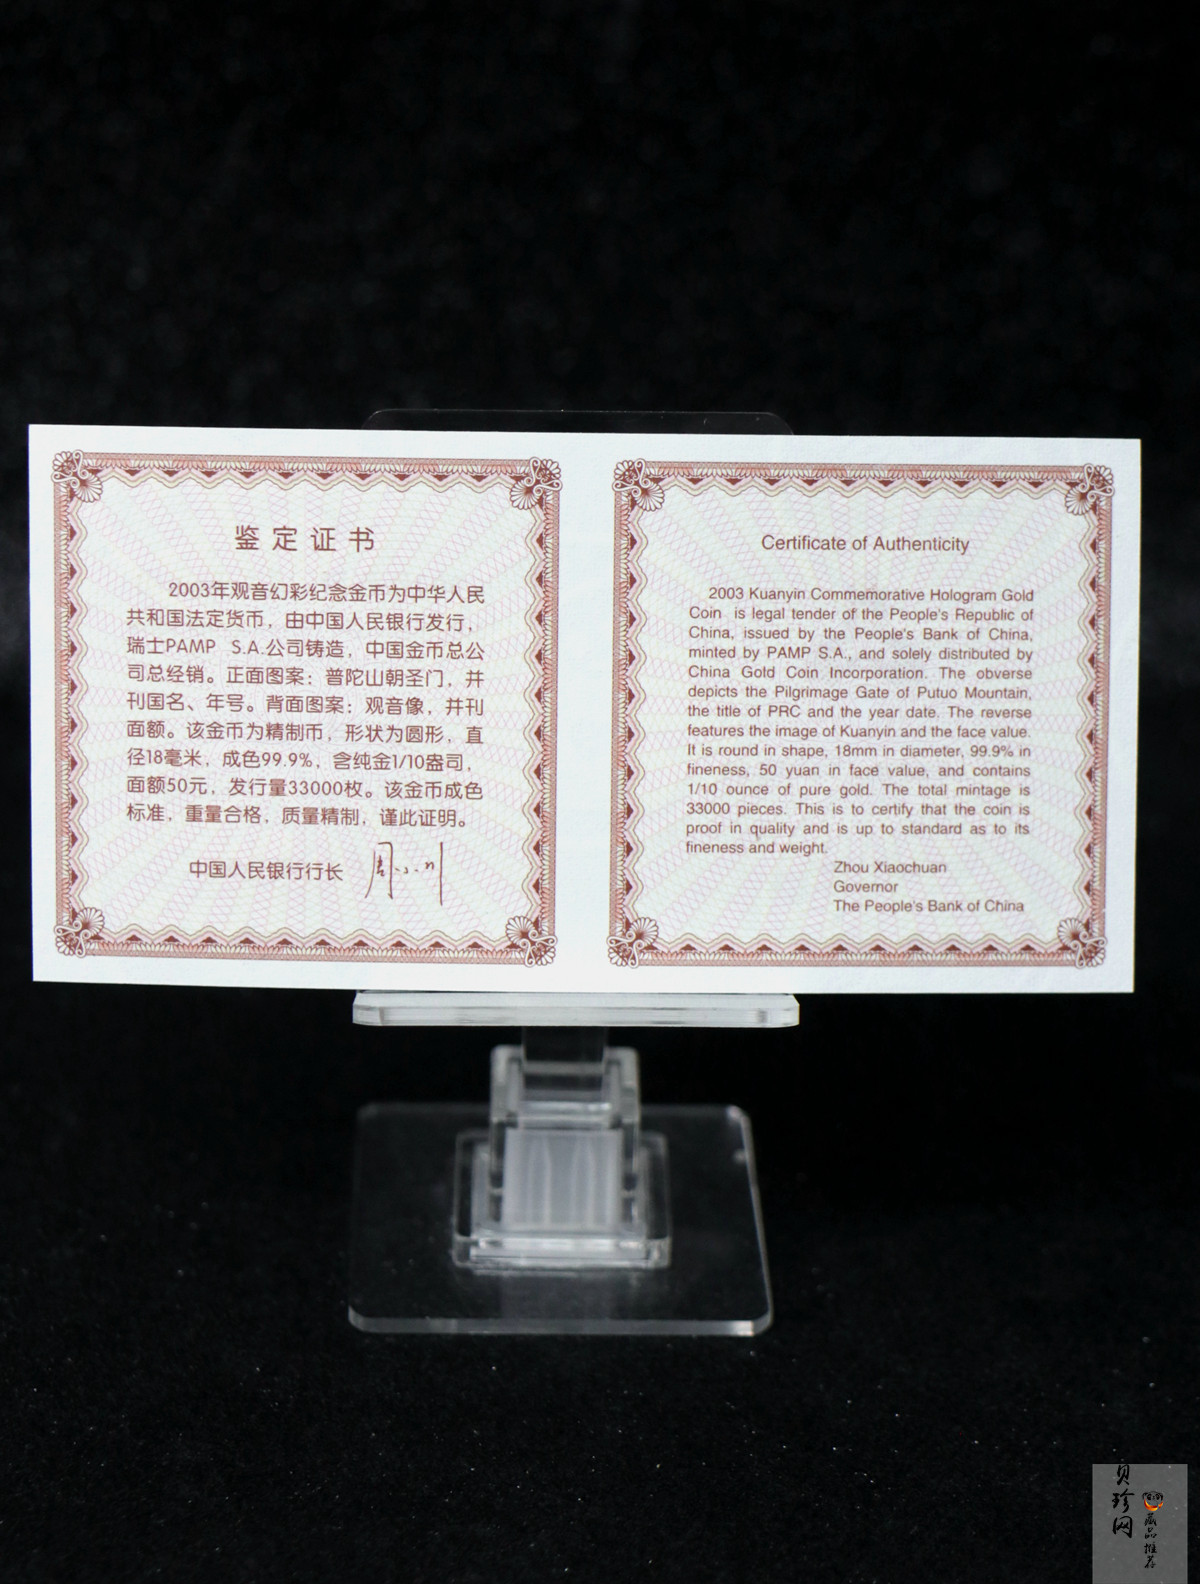 鉴定证书
2003年观音幻彩纪念金币为中华人民
共和国法定货币，由中国人民银行发行，
瑞士PAMP S.A.公司铸造，中国金币总公
司总经销。正面图案：普陀山朝圣门，并
刊国名、年号。背面图案：观音像，并刊
面额。该金币为精制币，形状为圆形，直
径18毫米，成色99.9%，含纯金1/10盎司，
面额50元，发行量33000枚。该金币成色
标准，重量合格，质量精制，谨此证明。
中国人民银行行长 周小川
Certificate of Authenticity
2003 Kuanyin Commemorative Hologram Gold
Coin is legal tender of the People's Republic of
China, issued by the People's Bank of China,
minted by PAMP S.A., and solely distributed by
China Gold Coin Incorporation. The obverse
depicts the Pilgrimage Gate of Putuo Mountain,
the title of PRC and the year date. The reverse
features the image of Kuanyin and the face value.
It is round in shape, 18mm in diameter, 99.9% in
fineness, 50 yuan in face value, and contains
1/10 ounce of pure gold. The total mintage is
33000 pieces. This is to certify that the coin is
proof in quality and is up to standard as to its
fineness and weight.
Zhou Xiaochuan
Governor
The People's Bank of China
贝珍网
藏品推荐